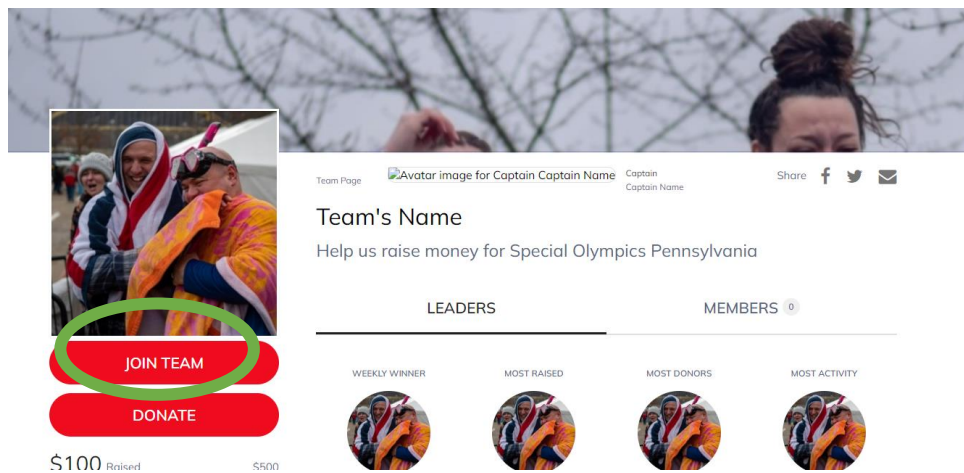 Team Page
Avatar image for Captain Captain Name
Captain
Captain Name
Share
Team's Name
Help us raise money for Special Olympics Pennsylvania
LEADERS
MEMBERS 0
JOIN TEAM
DONATE
WEEKLY WINNER
MOST RAISED
MOST DONORS
MOST ACTIVITY
$100 Raised
$500